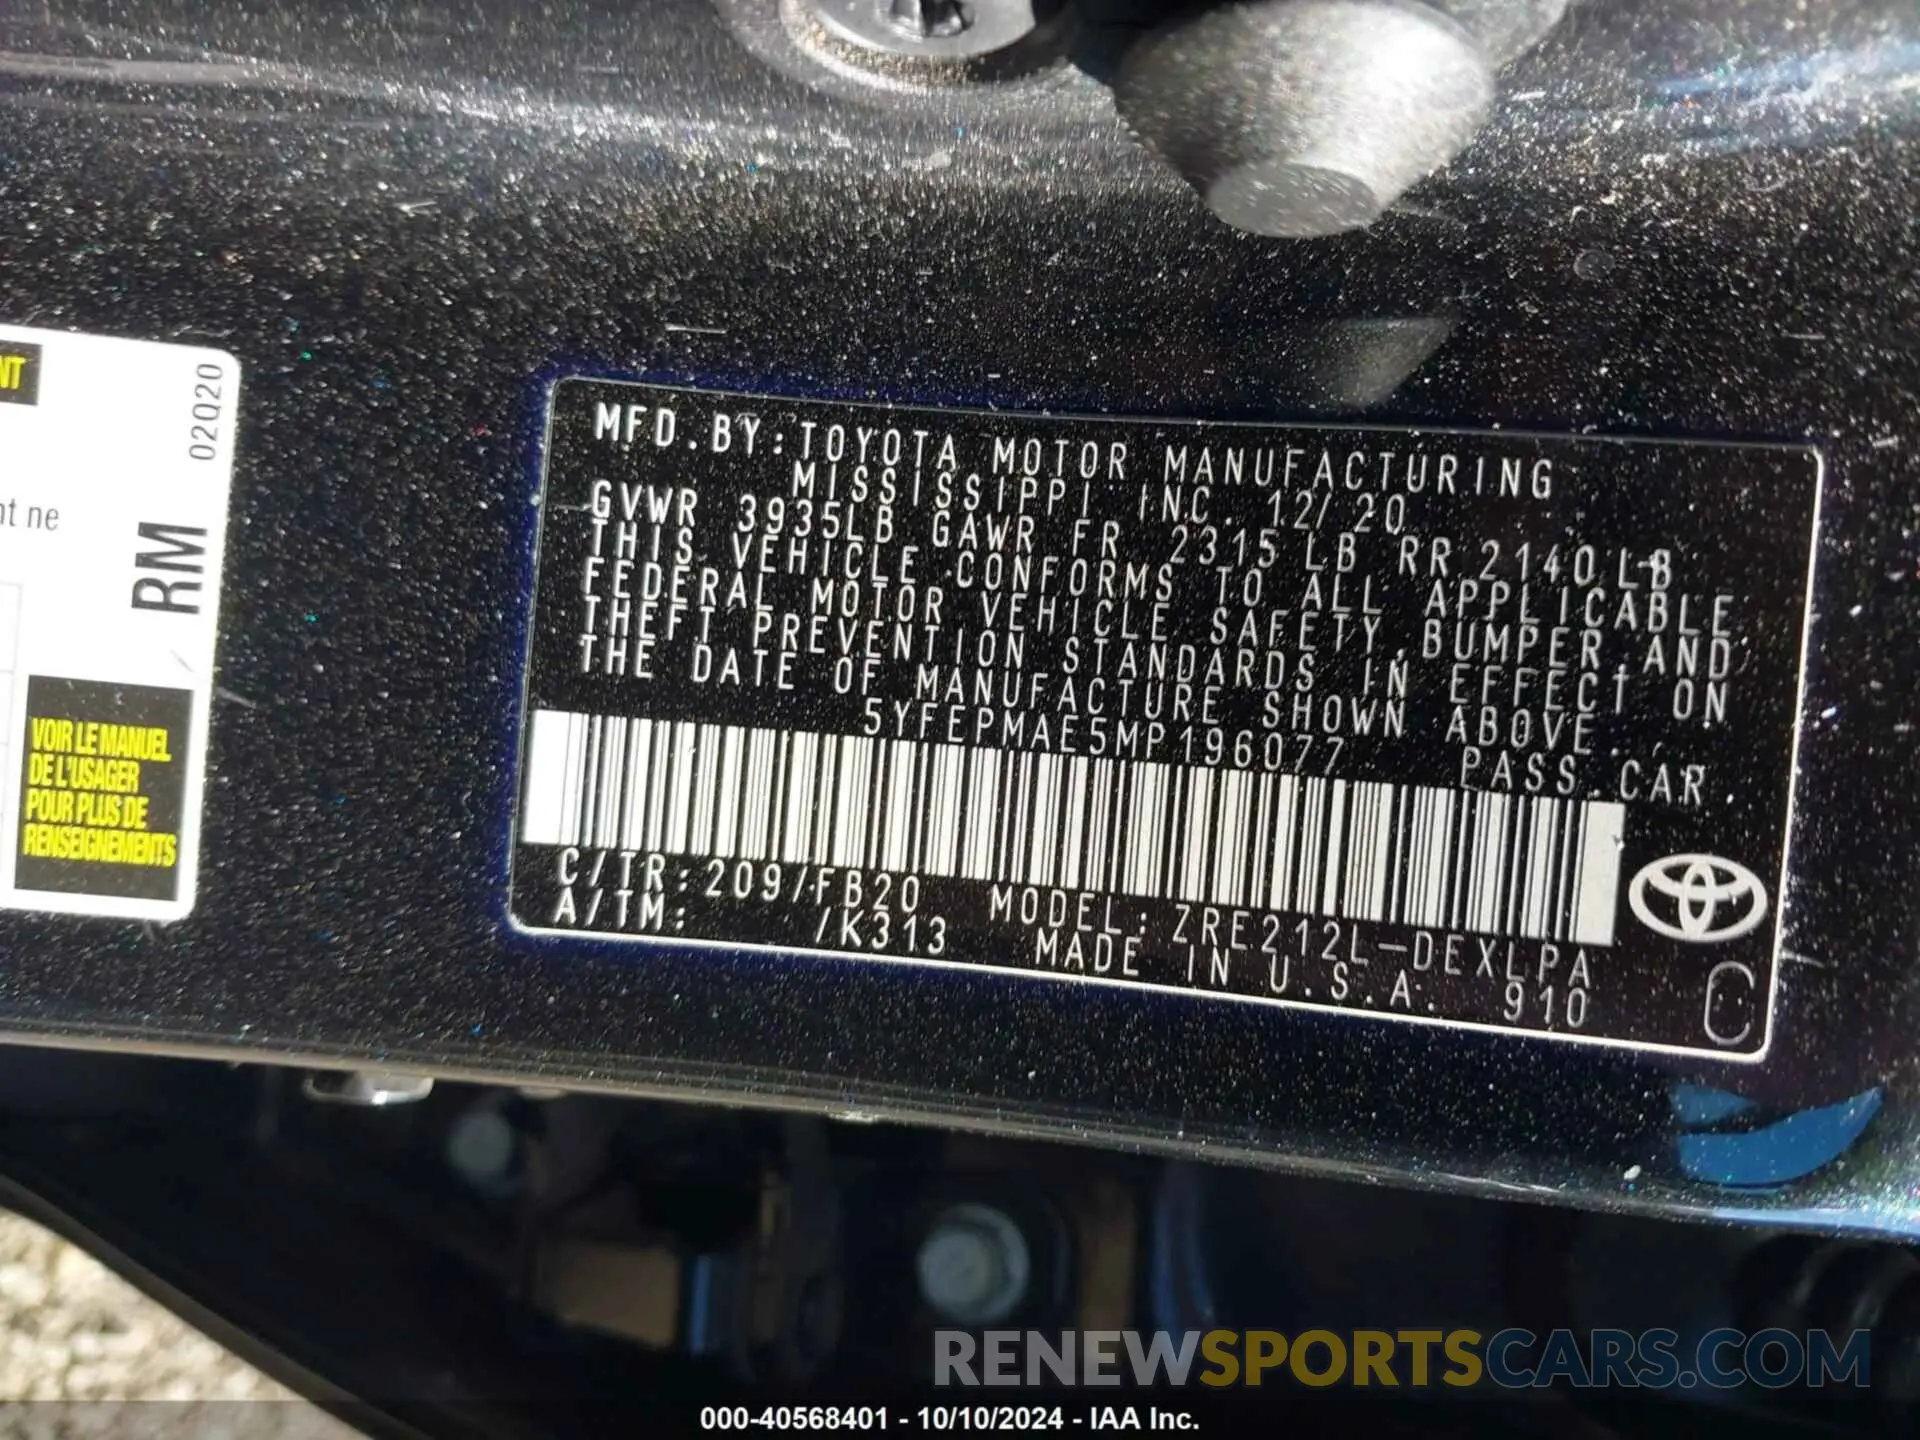 NT
02Q20
nt ne
RM
VOIR LE MANUEL
DE L'USAGER
POUR PLUS DE
RENSEIGNEMENTS
MFD.BY:TOYOTA MOTOR MANUFACTURING
MISSISSIPPI INC. 12/20
GVWR 3935LB GAWR FR 2315LB RR 2140LB
THIS VEHICLE CONFORMS TO ALL APPLICABLE
FEDERAL MOTOR VEHICLE SAFETY,BUMPER,AND
THEFT PREVENTION STANDARDS IN EFFECT ON
THE DATE OF MANUFACTURE SHOWN ABOVE.
5YFEPMAE5MP196077 PASS.CAR
C/TR:209/FB20 MODEL:ZRE212L-DEXLPA
A/TM: /K313 MADE IN U.S.A. 910
C
RENEWSPORTSCARS.COM
000-40568401 - 10/10/2024 - IAA Inc.